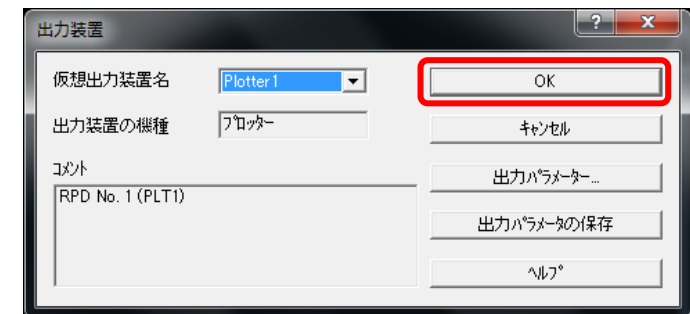 出力装置
仮想出力装置名
Plotter1
OK
出力装置の機種
ﾌﾟﾛｯﾀｰ
ｷｬﾝｾﾙ
ｺﾒﾝﾄ
RPD No. 1 (PLT1)
出力ﾊﾟﾗﾒｰﾀｰ...
出力ﾊﾟﾗﾒｰﾀの保存
ﾍﾙﾌﾟ